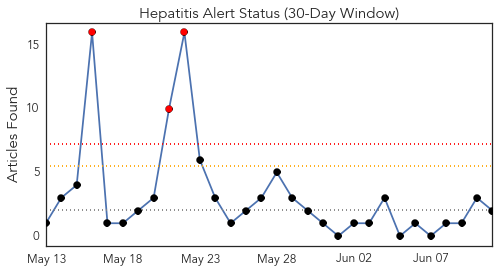 Hepatitis Alert Status (30-Day Window)
Articles Found
15
10
5
0
May 13 May 18 May 23 May 28 Jun 02 Jun 07